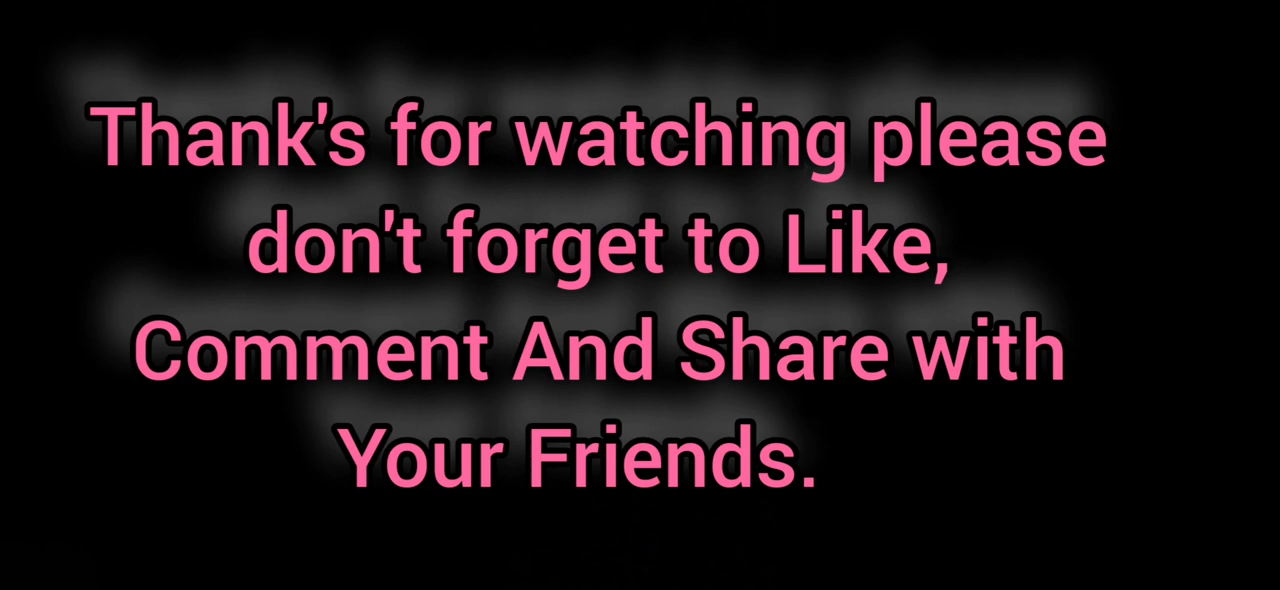 Thank's for watching please
don't forget to Like,
Comment And Share with
Your Friends.